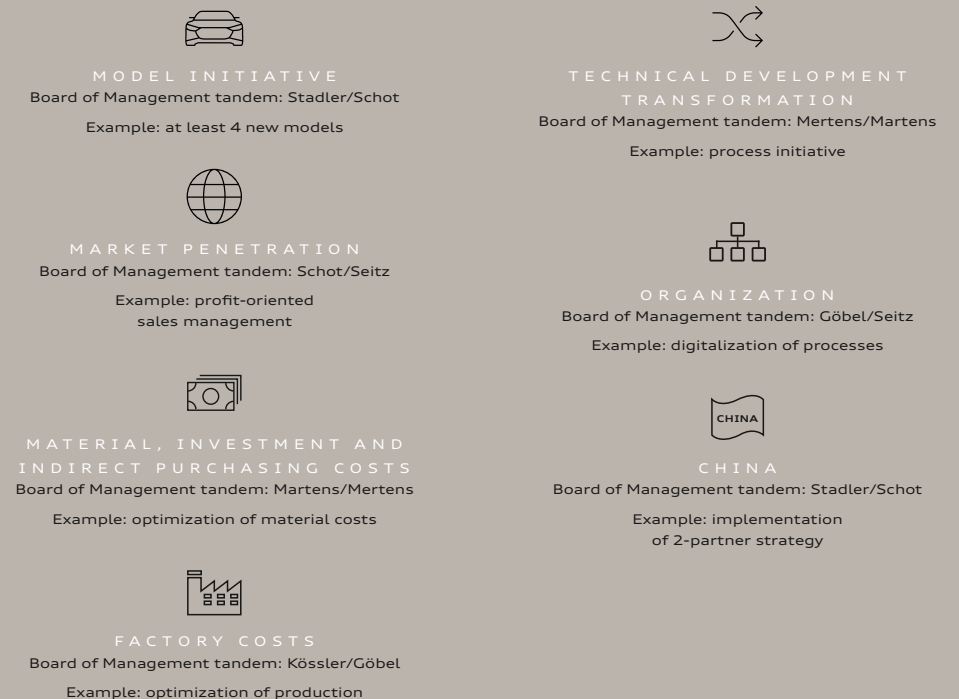 MODEL INITIATIVE
Board of Management tandem: Stadler/Schot
Example: at least 4 new models
MARKET PENETRATION
Board of Management tandem: Schot/Seitz
Example: profit-oriented
sales management
MATERIAL, INVESTMENT AND
INDIRECT PURCHASING COSTS
Board of Management tandem: Martens/Mertens
Example: optimization of material costs
FACTORY COSTS
Board of Management tandem: Kössler/Göbel
Example: optimization of production
TECHNICAL DEVELOPMENT
TRANSFORMATION
Board of Management tandem: Mertens/Martens
Example: process initiative
ORGANIZATION
Board of Management tandem: Göbel/Seitz
Example: digitalization of processes
CHINA
CHINA
Board of Management tandem: Stadler/Schot
Example: implementation
of 2-partner strategy